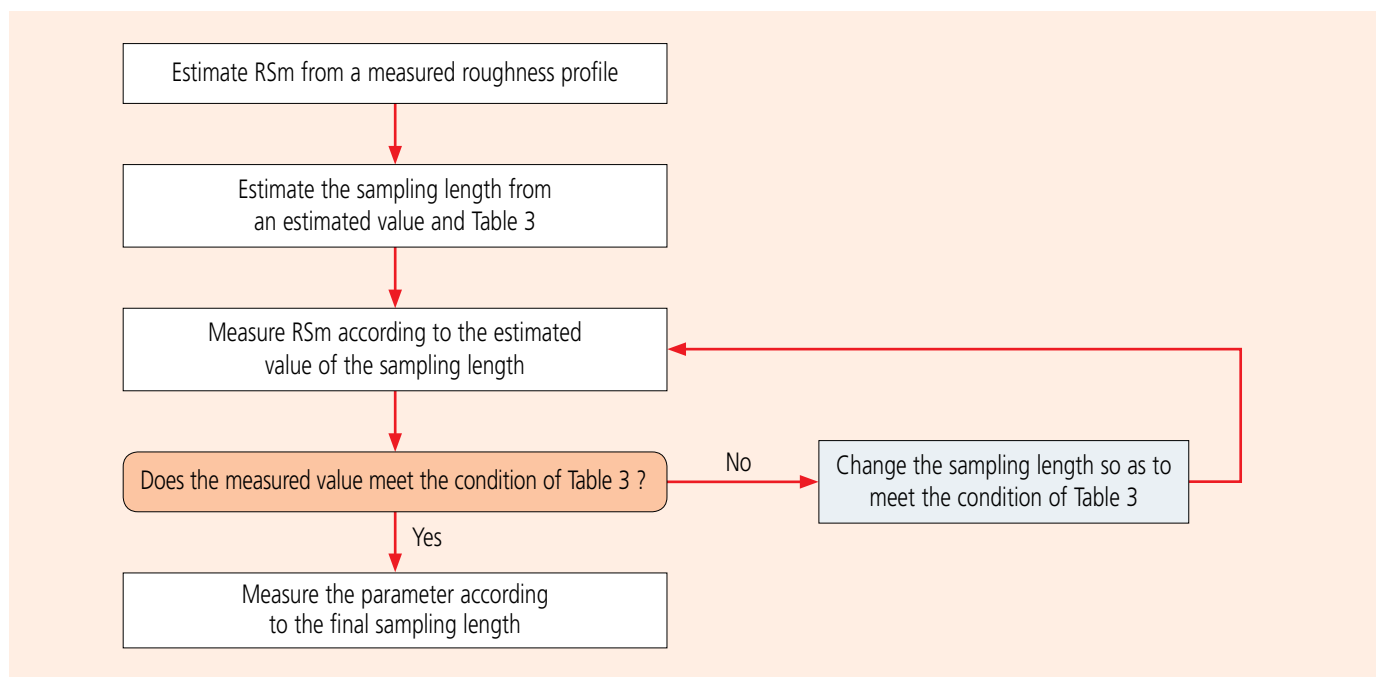 Estimate RSm from a measured roughness profile
Estimate the sampling length from
an estimated value and Table 3
Measure RSm according to the estimated
value of the sampling length
Does the measured value meet the condition of Table 3 ?
No
Change the sampling length so as to
meet the condition of Table 3
Yes
Measure the parameter according
to the final sampling length